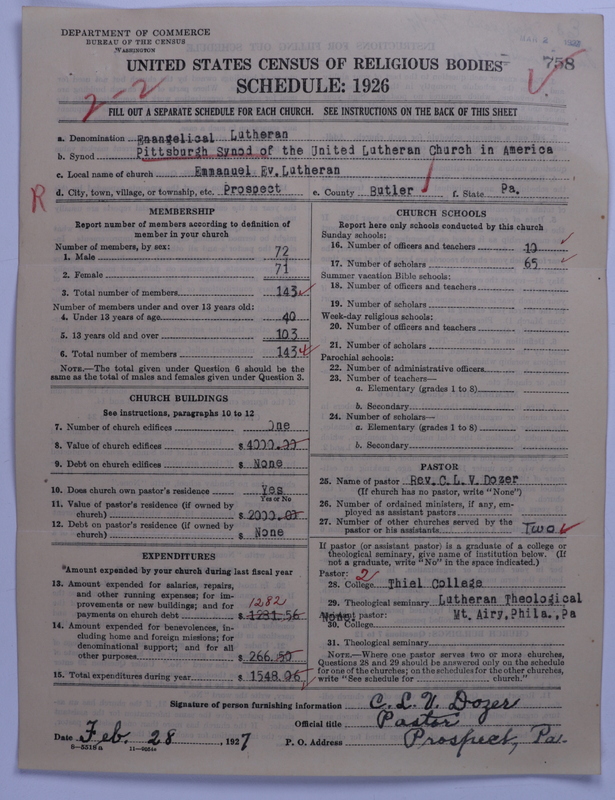 DEPARTMENT OF COMMERCE
BUREAU OF THE CENSUS
WASHINGTON
UNITED STATES CENSUS OF RELIGIOUS BODIES
758
SCHEDULE: 1926
2-2
FILL OUT A SEPARATE SCHEDULE FOR EACH CHURCH. SEE INSTRUCTIONS ON THE BACK OF THIS SHEET
a. Denomination Evangelical Lutheran
b. Synod Pittsburgh Synod of the United Lutheran Church in America
c. Local name of church Emmanuel Ev. Lutheran
R
d. City, town, village, or township, etc. Prospect e. County Butler f. State Pa.
MEMBERSHIP
Report number of members according to definition of
member in your church
Number of members, by sex:
1. Male 72
2. Female 71
3. Total number of members 143
Number of members under and over 13 years old:
4. Under 13 years of age 40
5. 13 years old and over 103
6. Total number of members 143
NOTE.—The total given under Question 6 should be
same as the total of males and females given under Question 3.
CHURCH BUILDINGS
See instructions, paragraphs 10 to 12
7. Number of church edifices One
8. Value of church edifices $ 4000.00
9. Debt on church edifices $ None
10. Does church own pastor's residence Yes
Yes or No
11. Value of pastor's residence (if owned by
church) $ 2000.00
12. Debt on pastor's residence (if owned by
church) $ None
EXPENDITURES
Amount expended by your church during last fiscal year
13. Amount expended for salaries, repairs,
and other running expenses; for im-
provements or new buildings; and for
payments on church debt $ 1281.56
1282
14. Amount expended for benevolences, in-
cluding home and foreign missions; for
denominational support; and for all
other purposes $ 266.50
15. Total expenditures during year $ 1548.06
CHURCH SCHOOLS
Report here only schools conducted by this church
Sunday schools:
16. Number of officers and teachers 10
17. Number of scholars 65
Summer vacation Bible schools:
18. Number of officers and teachers
19. Number of scholars
Week-day religious schools:
20. Number of officers and teachers
21. Number of scholars
Parochial schools:
22. Number of administrative officers
23. Number of teachers—
a. Elementary (grades 1 to 8)
b. Secondary
24. Number of scholars—
a. Elementary (grades 1 to 8)
b. Secondary
PASTOR
25. Name of pastor Rev. C. L. V. Dozer
(If church has no pastor, write "None")
26. Number of ordained ministers, if any, em-
ployed as assistant pastors
27. Number of other churches served by the
pastor or his assistants Two
If pastor (or assistant pastor) is a graduate of a college or
theological seminary, give name of institution below. (If
not a graduate, write "No" in the space indicated.)
Pastor: 2
28. College Thiel College
29. Theological seminary Lutheran Theological
None pastor: Mt. Airy, Phila., Pa
30. College
31. Theological seminary
NOTE.—Where one pastor serves two or more churches,
Questions 28 and 29 should be answered only on the schedule
for one of the churches; on the schedules for the other churches,
write "See schedule for church."
Signature of person furnishing information C. L. V. Dozer
Official title Pastor
Date Feb. 28, 1927 P. O. Address Prospect, Pa.
8—5518 a